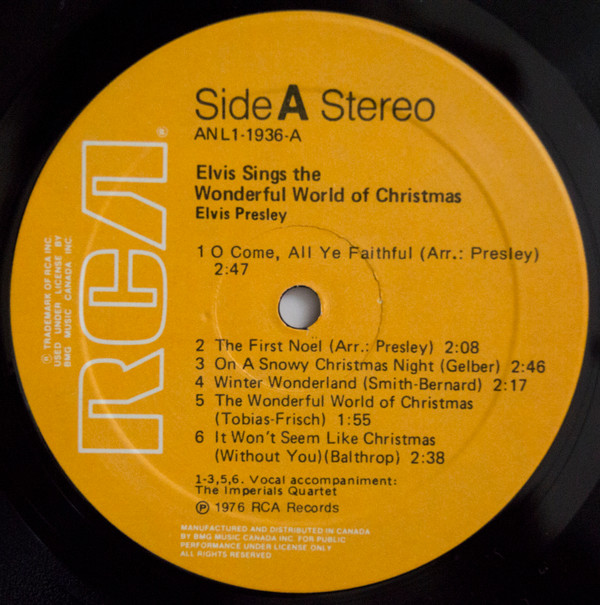 Side A Stereo
ANL1-1936-A
Elvis Sings the
Wonderful World of Christmas
Elvis Presley
1 O Come, All Ye Faithful (Arr.: Presley)
2:47
2 The First Noel (Arr.: Presley) 2:08
3 On A Snowy Christmas Night (Gelber) 2:46
4 Winter Wonderland (Smith-Bernard) 2:17
5 The Wonderful World of Christmas
(Tobias-Frisch) 1:55
6 It Won't Seem Like Christmas
(Without You)(Balthrop) 2:38
1-3,5,6. Vocal accompaniment:
The Imperials Quartet
℗ 1976 RCA Records
MANUFACTURED AND DISTRIBUTED IN CANADA
BY BMG MUSIC CANADA INC. FOR PUBLIC
PERFORMANCE UNDER LICENSE ONLY
ALL RIGHTS RESERVED
RCA®
® TRADEMARK OF RCA INC.
USED UNDER LICENSE BY
BMG MUSIC CANADA INC.